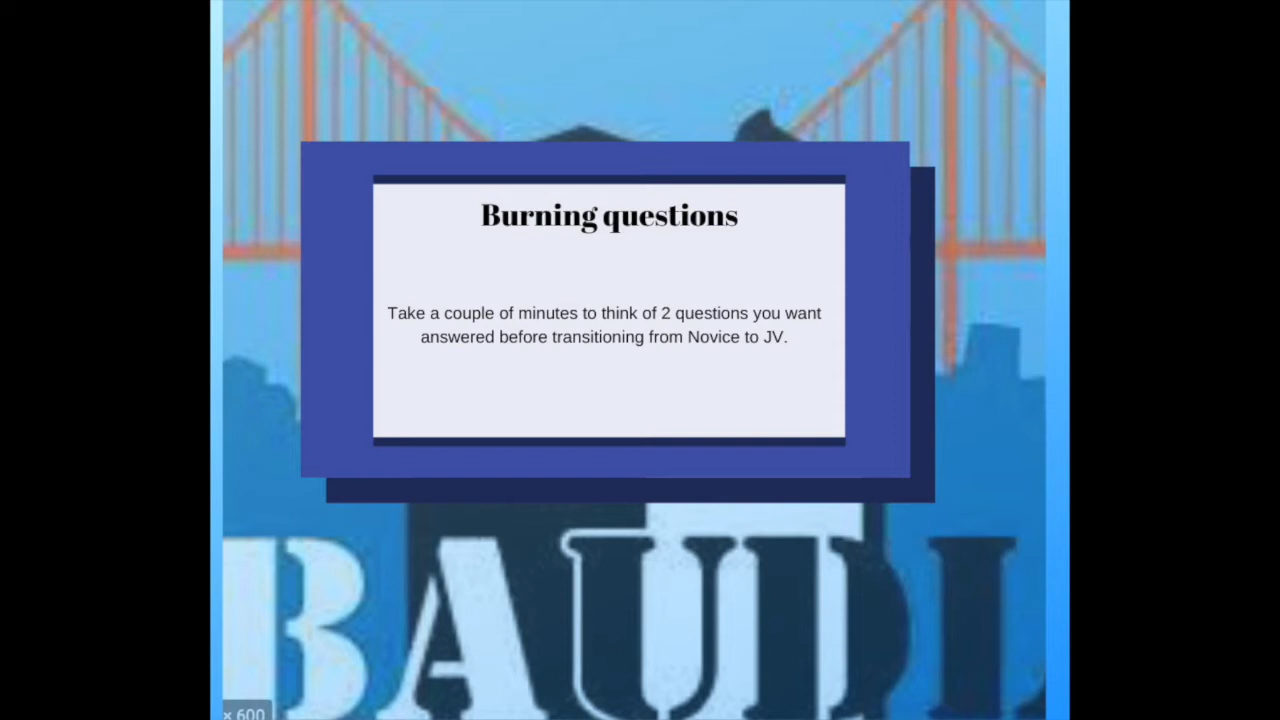 Burning questions
Take a couple of minutes to think of 2 questions you want
answered before transitioning from Novice to JV.
BAUDL
× 600